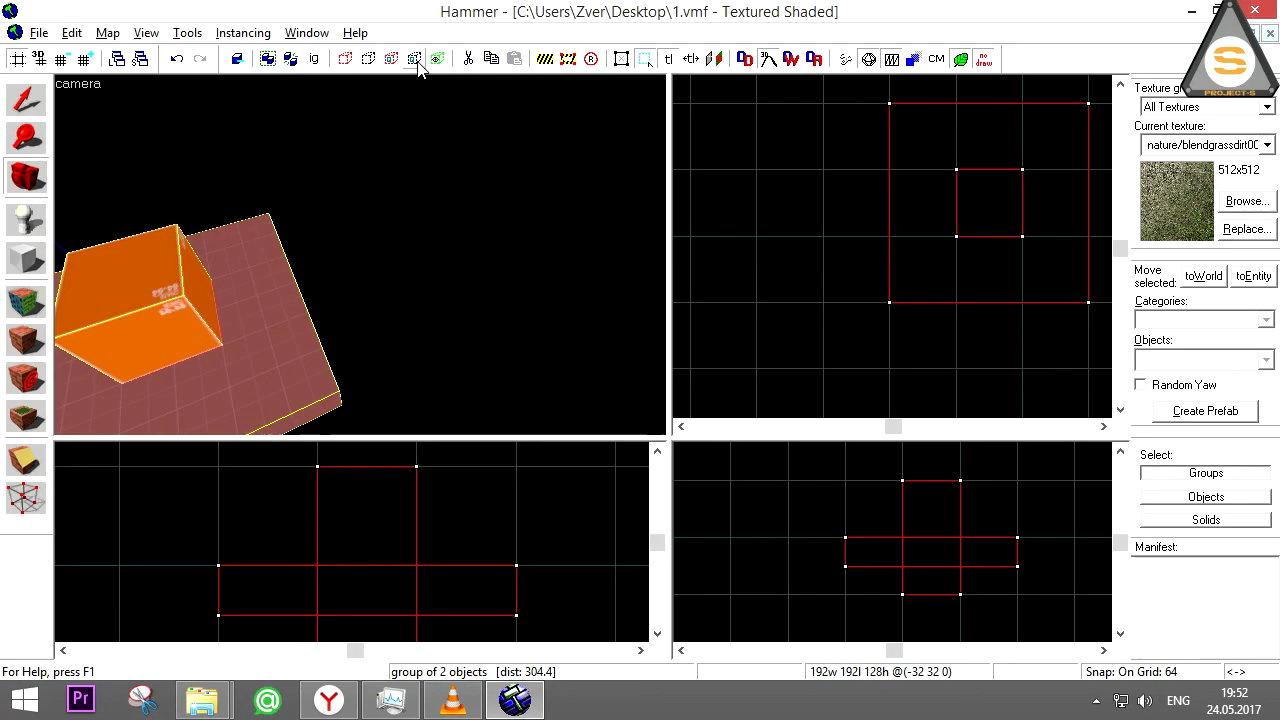 Hammer - [C:\Users\Zver\Desktop\1.vmf - Textured Shaded]
File Edit Map View Tools Instancing Window Help
S
PROJECT-S
camera
All Textures
Current texture:
nature/blendgrassdirt0
512x512
Browse...
Replace...
Move selected:
toWorld
toEntity
Categories:
Objects:
Random Yaw
Create Prefab
Select:
Groups
Objects
Solids
Manifest:
For Help, press F1
group of 2 objects [dist: 304.4]
192w 192l 128h @(-32 32 0)
Snap: On Grid: 64
<->
Pr
ENG
19:52
24.05.2017